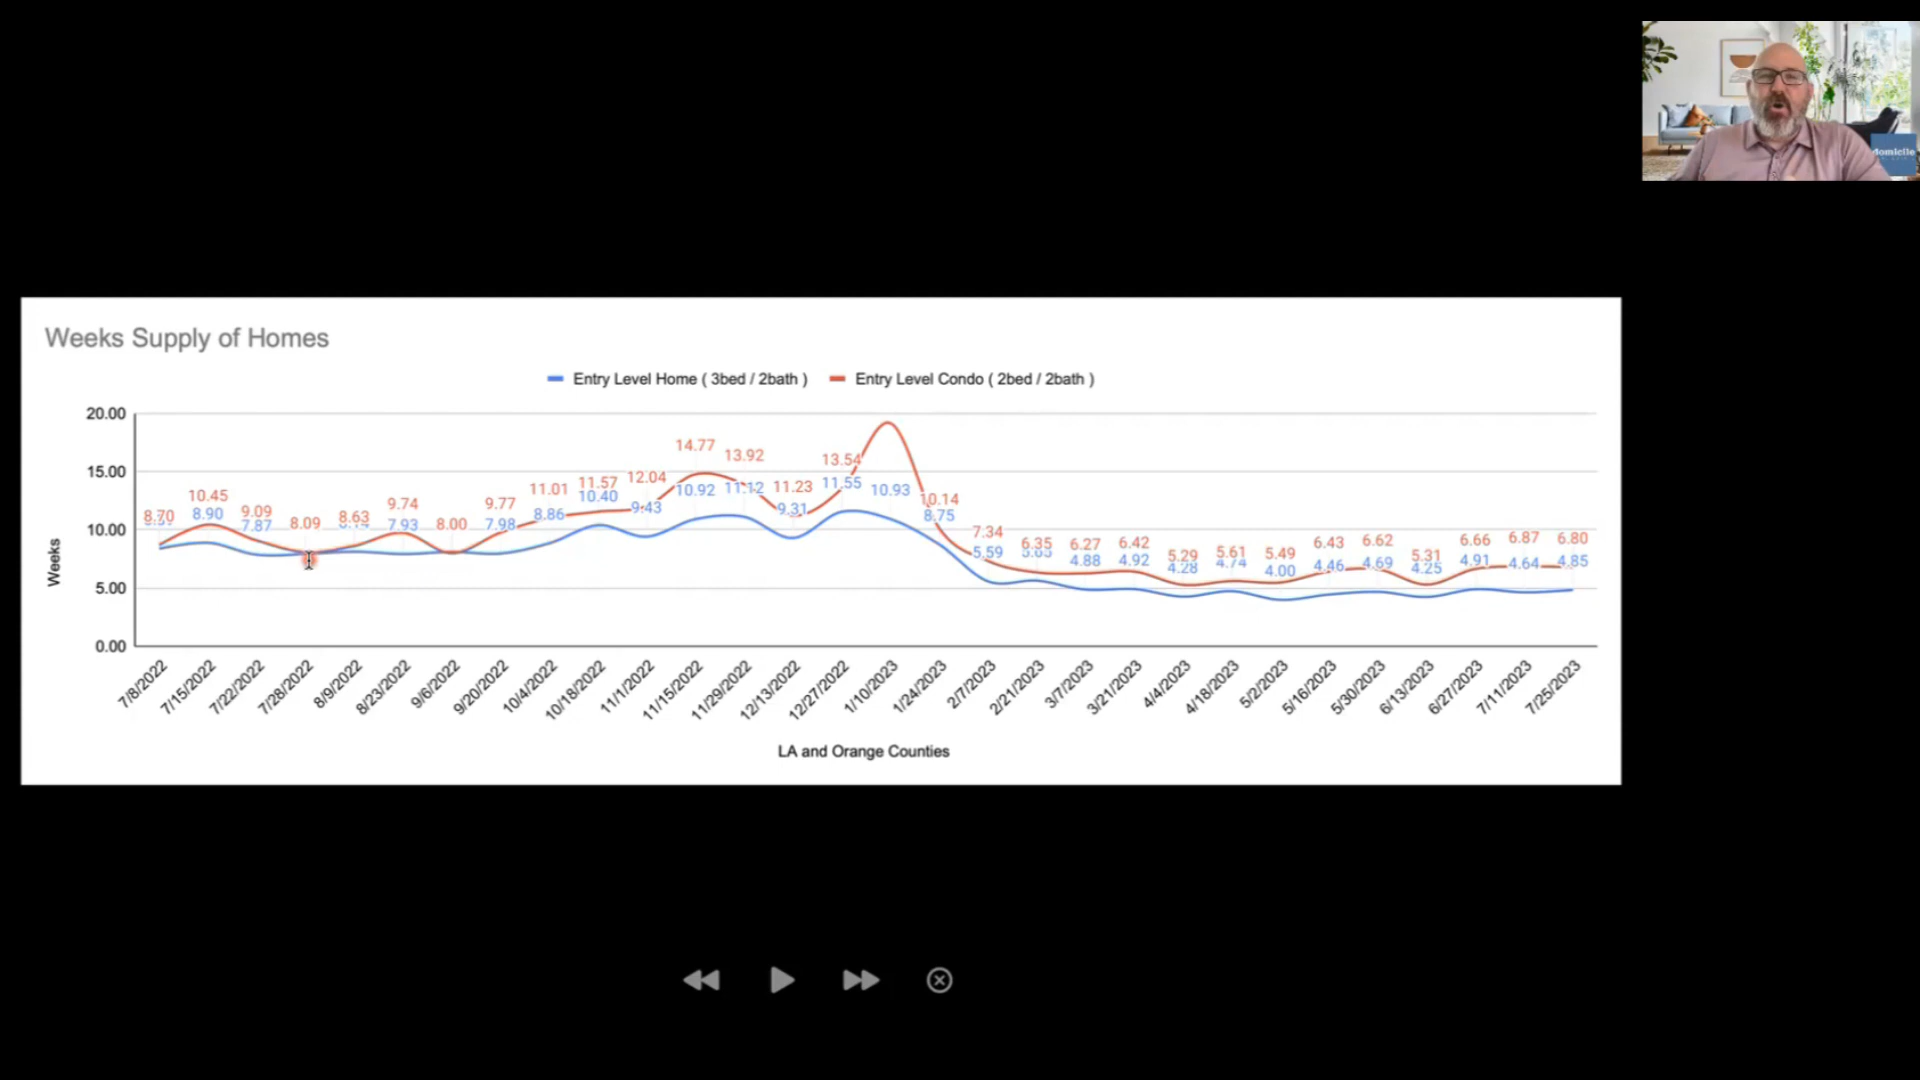 domicile
Weeks Supply of Homes
Entry Level Home ( 3bed / 2bath )
Entry Level Condo ( 2bed / 2bath )
20.00
15.00
10.00
5.00
0.00
Weeks
8.70 10.45 9.09 8.09 8.63 9.74 8.00 9.77 11.01 11.57 12.04 14.77 13.92 11.23 13.54 10.14 7.34 6.35 6.27 6.42 5.29 5.61 5.49 6.43 6.62 5.31 6.66 6.87 6.80
8.90 7.87 7.93 7.98 8.86 10.40 9.43 10.92 11.12 9.31 11.55 10.93 8.75 5.59 4.88 4.92 4.28 4.74 4.00 4.46 4.69 4.25 4.91 4.64 4.85
7/8/2022 7/15/2022 7/22/2022 7/28/2022 8/9/2022 8/23/2022 9/6/2022 9/20/2022 10/4/2022 10/18/2022 11/1/2022 11/15/2022 11/29/2022 12/13/2022 12/27/2022 1/10/2023 1/24/2023 2/7/2023 2/21/2023 3/7/2023 3/21/2023 4/4/2023 4/18/2023 5/2/2023 5/16/2023 5/30/2023 6/13/2023 6/27/2023 7/11/2023 7/25/2023
LA and Orange Counties